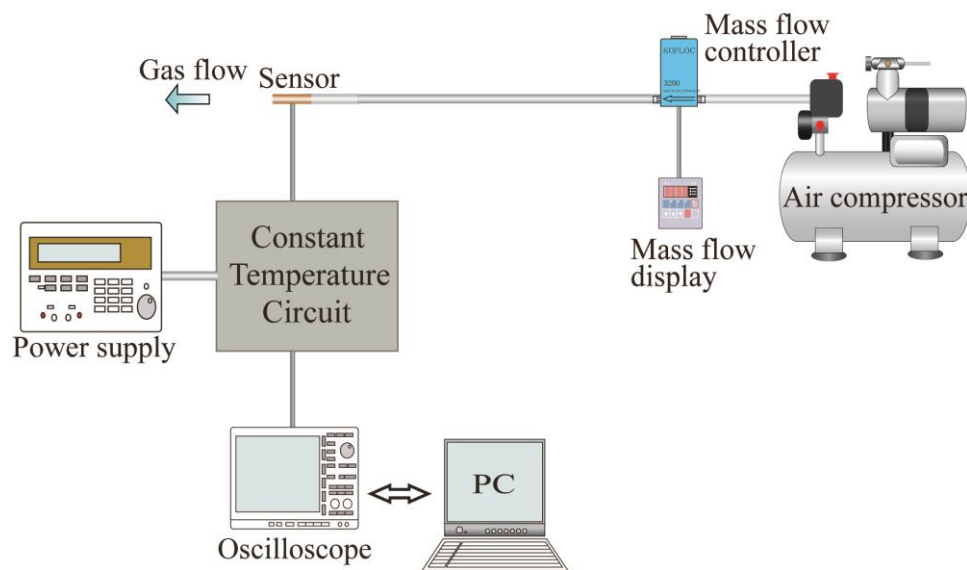 Mass flow
controller
Gas flow
Sensor
KOFLOC
3200
Air compressor
Mass flow
display
Constant
Temperature
Circuit
Power supply
PC
Oscilloscope